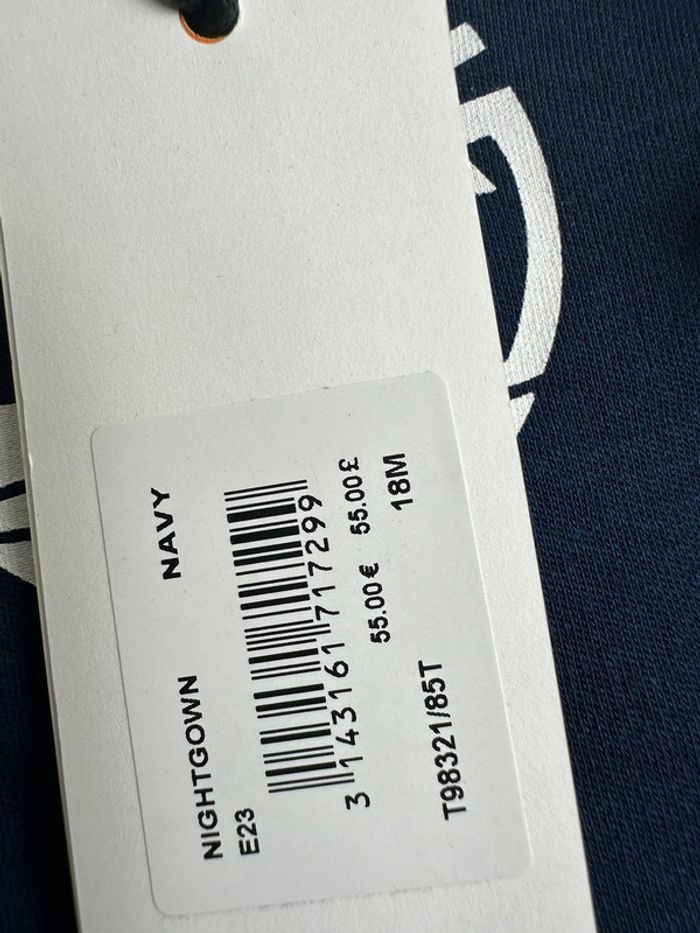 NIGHTGOWN NAVY
E23
3 143161 717299
55.00€ 55.00£
18M
T98321/85T